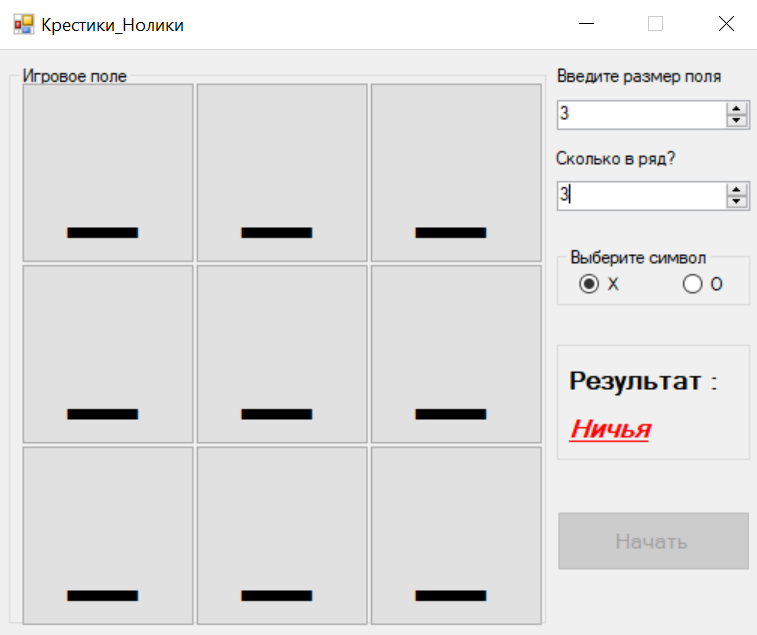 Крестики_Нолики
Игровое поле
_ _ _
_ _ _
_ _ _
Введите размер поля
3
Сколько в ряд?
3
Выберите символ
X O
Результат :
Ничья
Начать